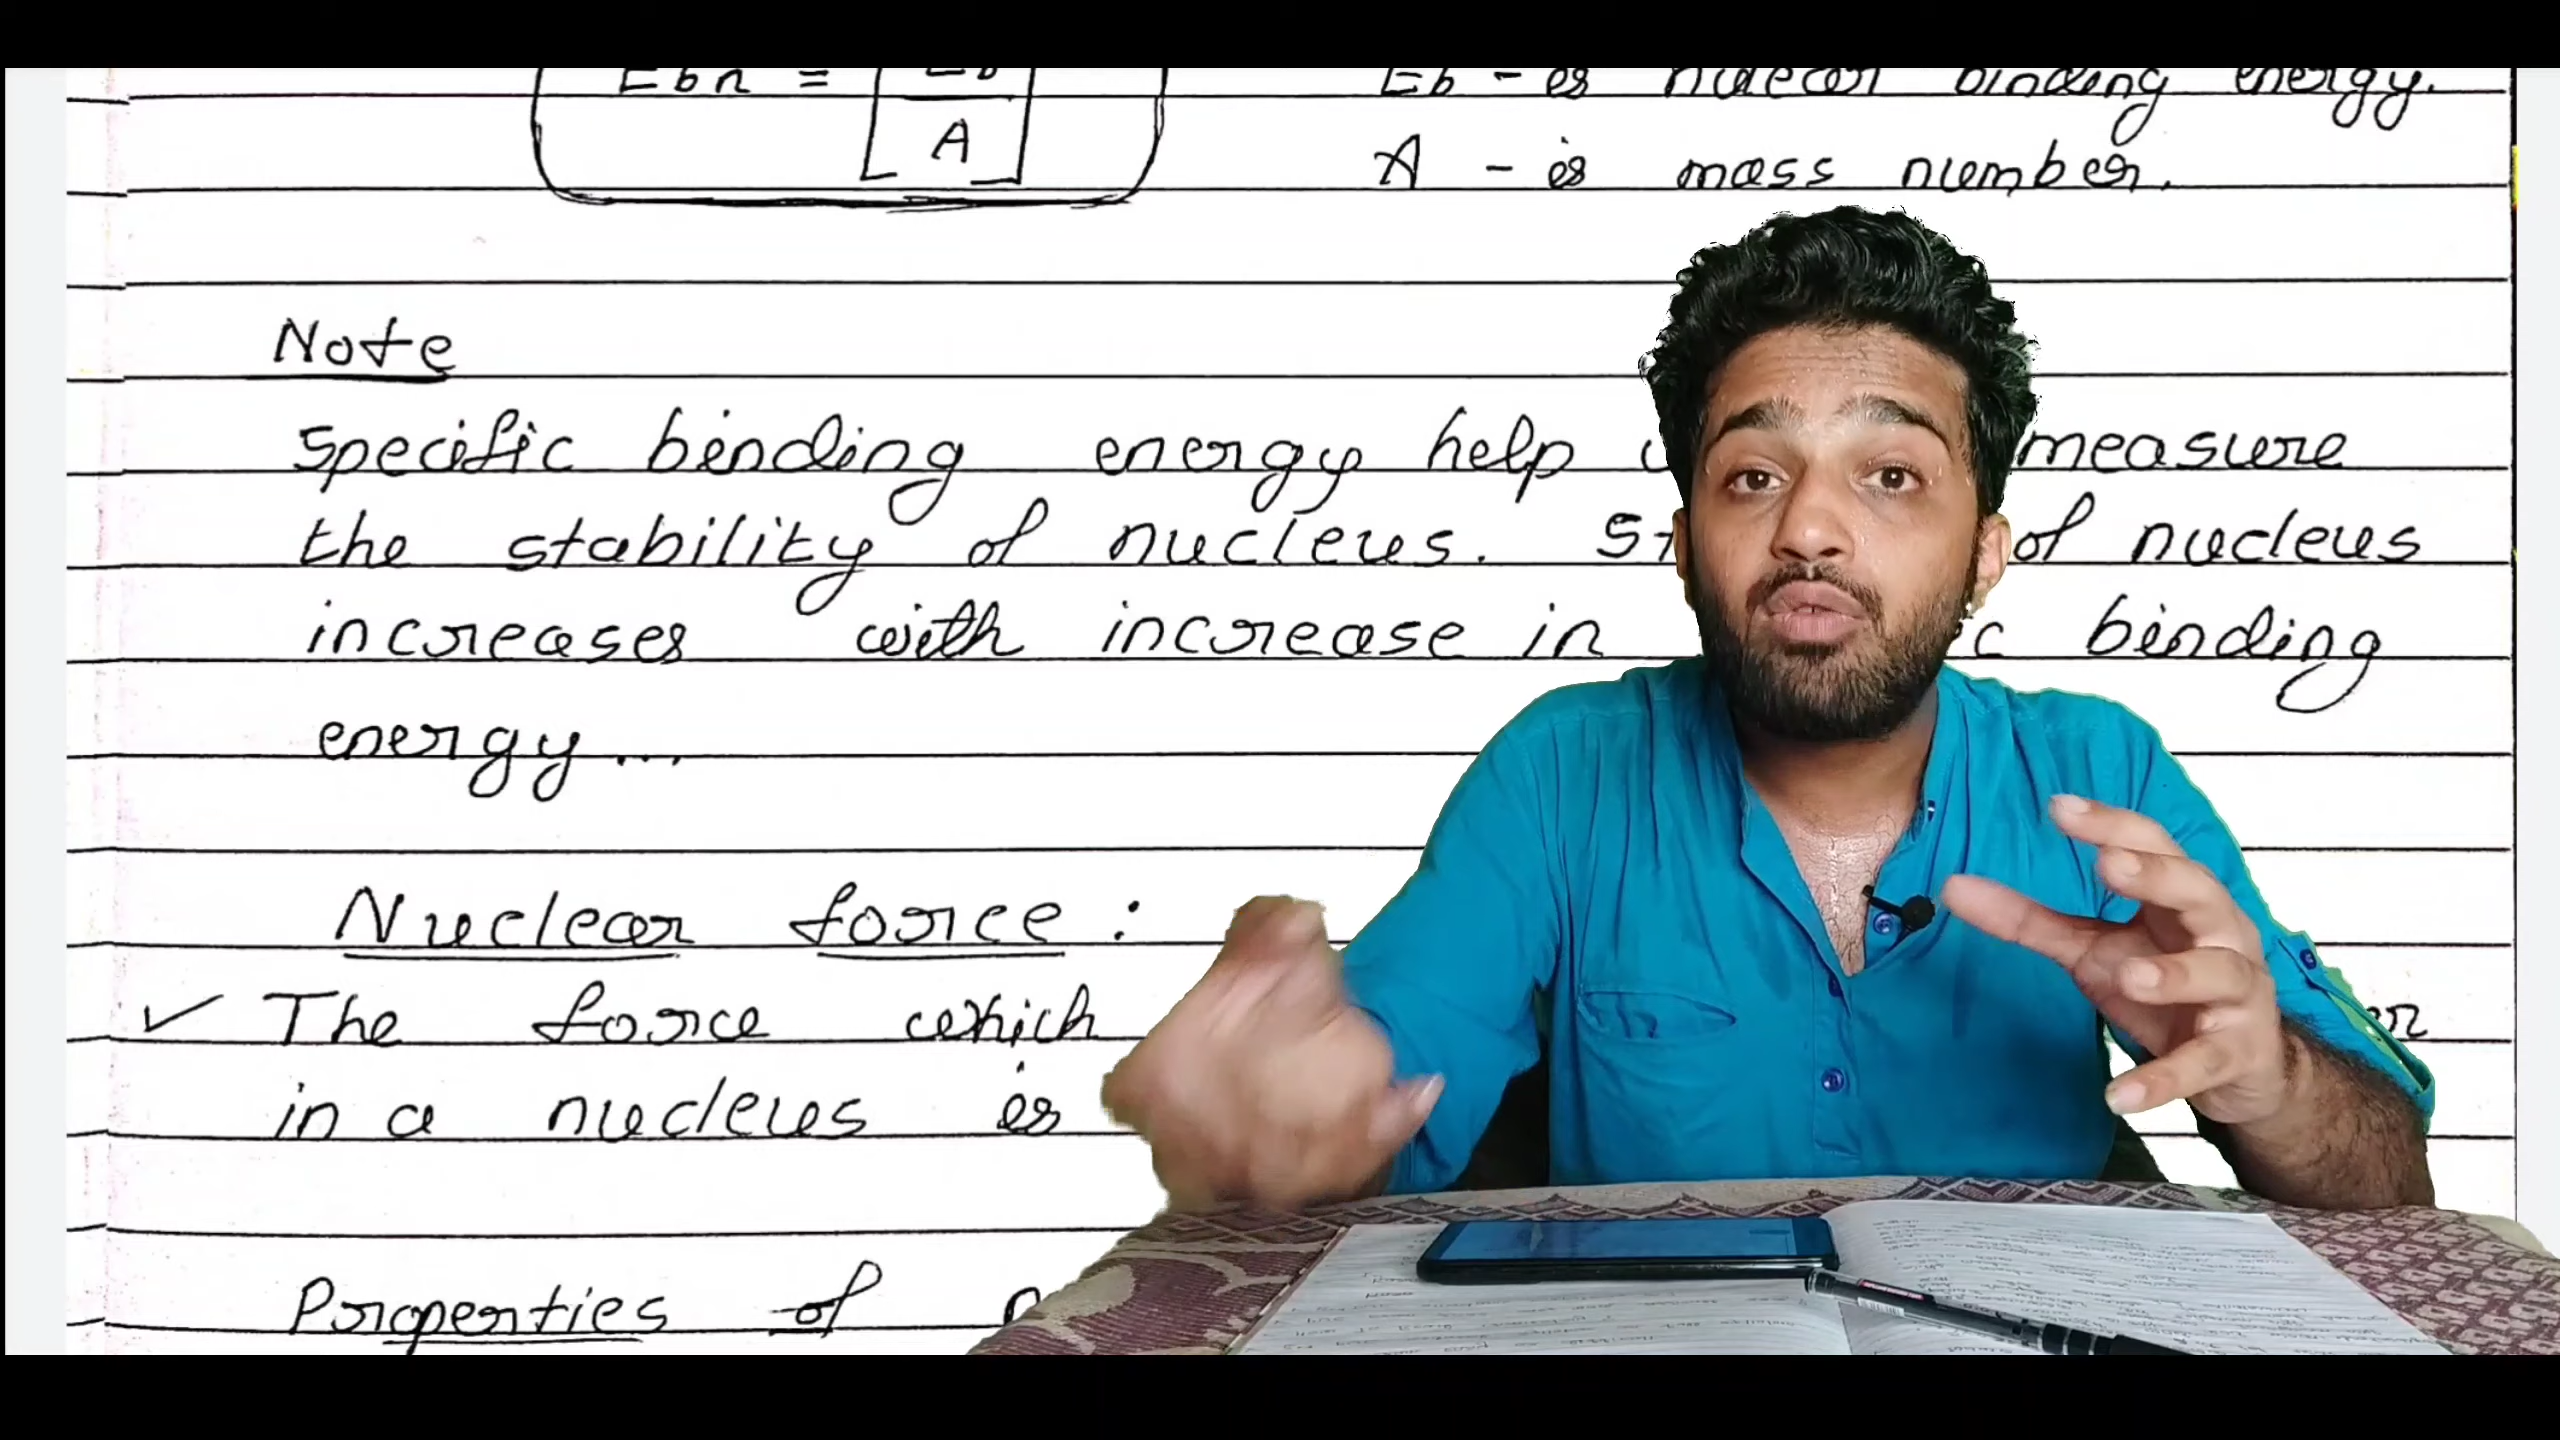 Ebn = [Eb/A]
Eb - is nuclear binding energy.
A - is mass number.
Note
Specific binding energy help measure
the stability of nucleus. of nucleus
increases with increase in binding
energy...
Nuclear force :
✓ The force which
in a nucleus is
Properties of